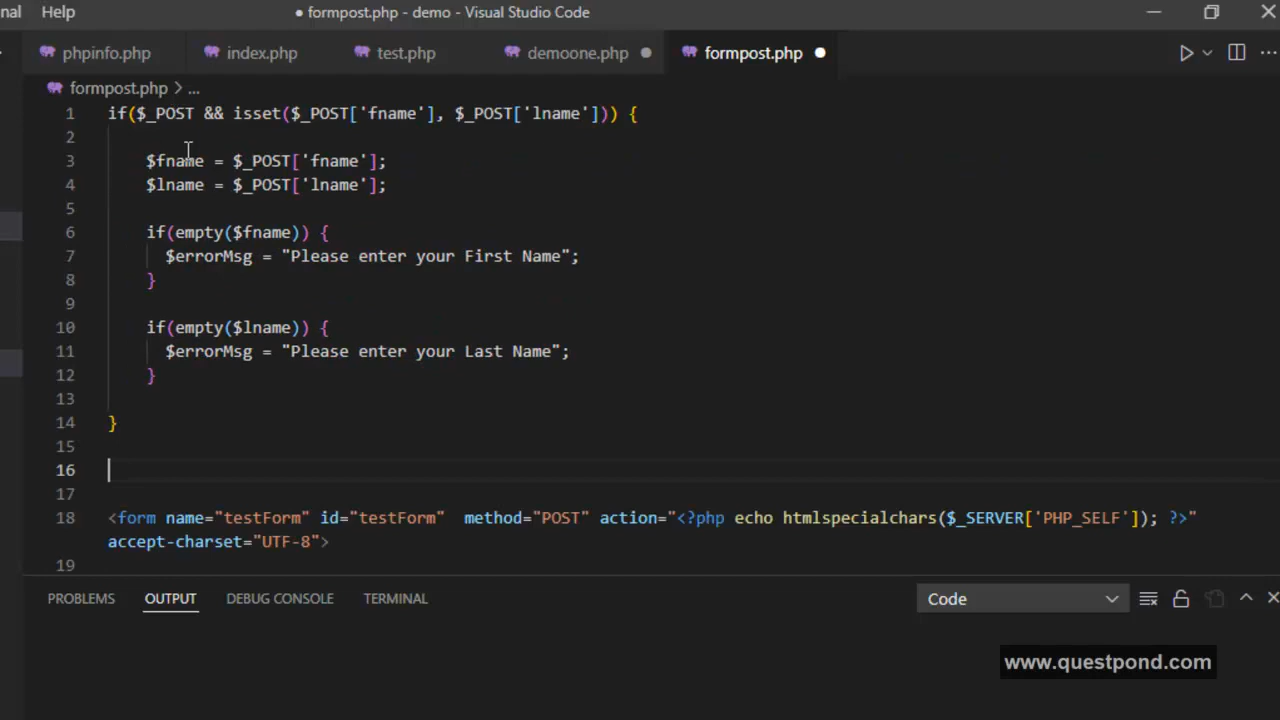 nal Help ● formpost.php - demo - Visual Studio Code
phpinfo.php index.php test.php demoone.php ● formpost.php ●
formpost.php > ...
1 if($_POST && isset($_POST['fname'], $_POST['lname'])) {
2
3 $fname = $_POST['fname'];
4 $lname = $_POST['lname'];
5
6 if(empty($fname)) {
7 $errorMsg = "Please enter your First Name";
8 }
9
10 if(empty($lname)) {
11 $errorMsg = "Please enter your Last Name";
12 }
13
14 }
15
16
17
18 <form name="testForm" id="testForm" method="POST" action="<?php echo htmlspecialchars($_SERVER['PHP_SELF']); ?>"
accept-charset="UTF-8">
19
PROBLEMS OUTPUT DEBUG CONSOLE TERMINAL Code
www.questpond.com